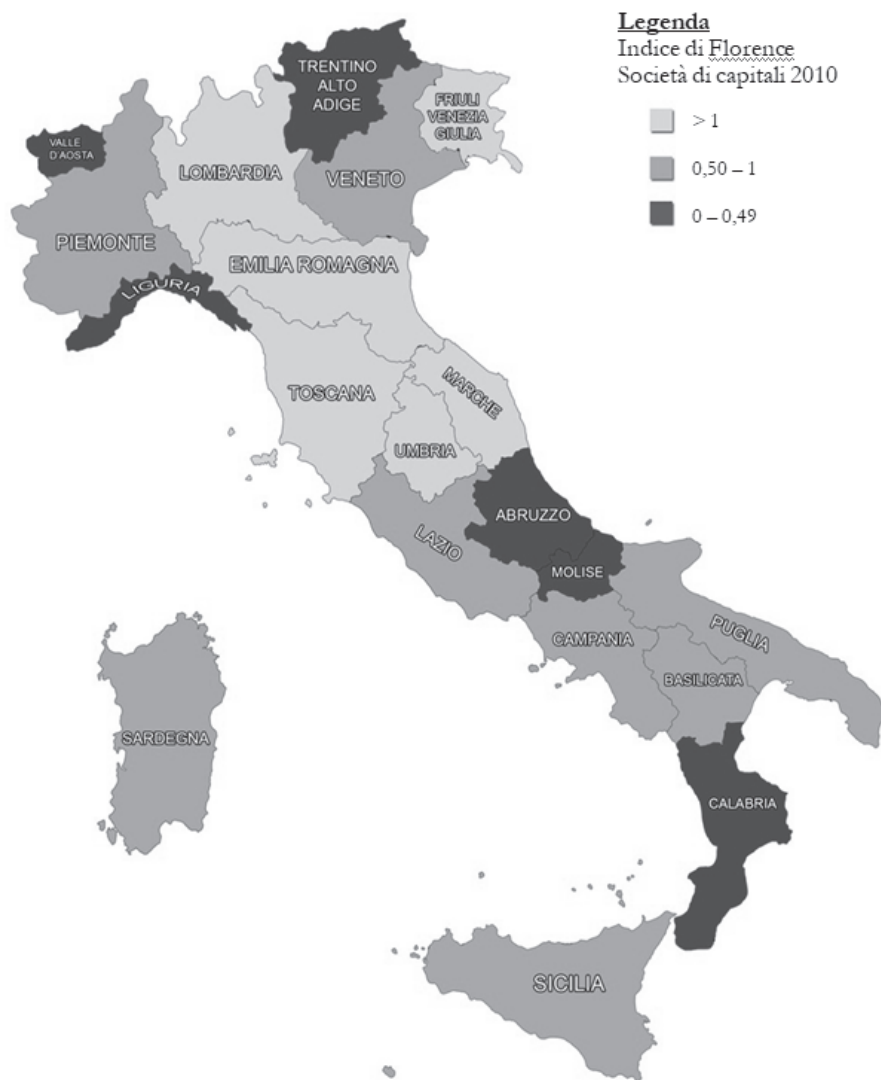 Legenda
Indice di Florence
Società di capitali 2010
> 1
0,50 – 1
0 – 0,49
TRENTINO
ALTO
ADIGE
FRIULI
VENEZIA
GIULIA
VALLE
D'AOSTA
LOMBARDIA
VENETO
PIEMONTE
EMILIA ROMAGNA
LIGURIA
TOSCANA
MARCHE
UMBRIA
ABRUZZO
LAZIO
MOLISE
CAMPANIA
PUGLIA
BASILICATA
SARDEGNA
CALABRIA
SICILIA